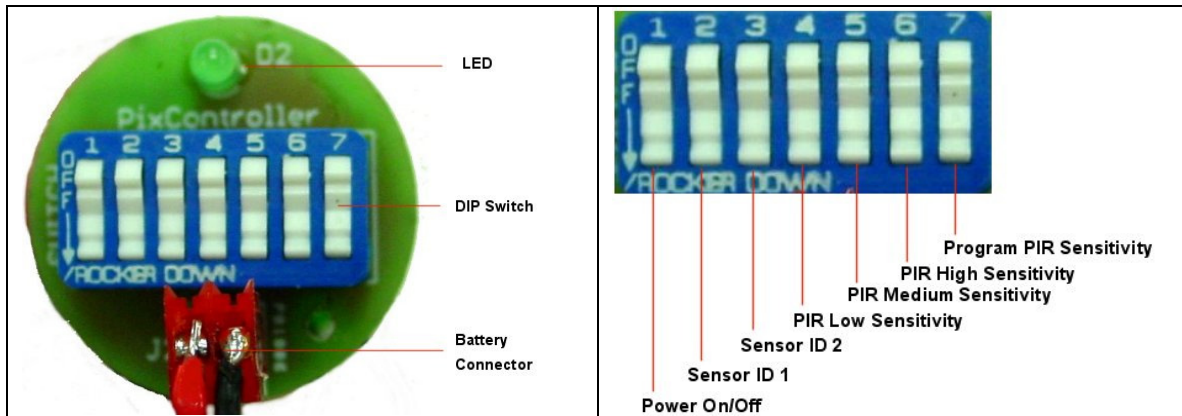 D2
LED
PixController
1 2 3 4 5 6 7
OFF
SWITCH
DIP Switch
/ROCKER DOWN
Battery
Connector
1 2 3 4 5 6 7
OFF
/ROCKER DOWN
Program PIR Sensitivity
PIR High Sensitivity
PIR Medium Sensitivity
PIR Low Sensitivity
Sensor ID 2
Sensor ID 1
Power On/Off